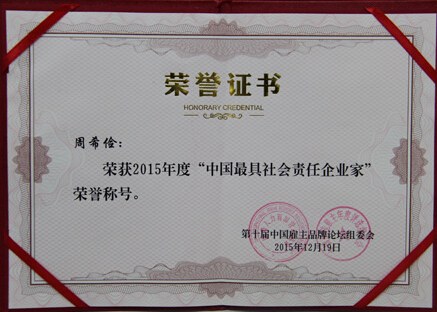 荣誉证书
HONORARY CREDENTIAL
周希俭：
荣获2015年度“中国最具社会责任企业家”
荣誉称号。
第十届中国雇主品牌论坛组委会
2015年12月19日